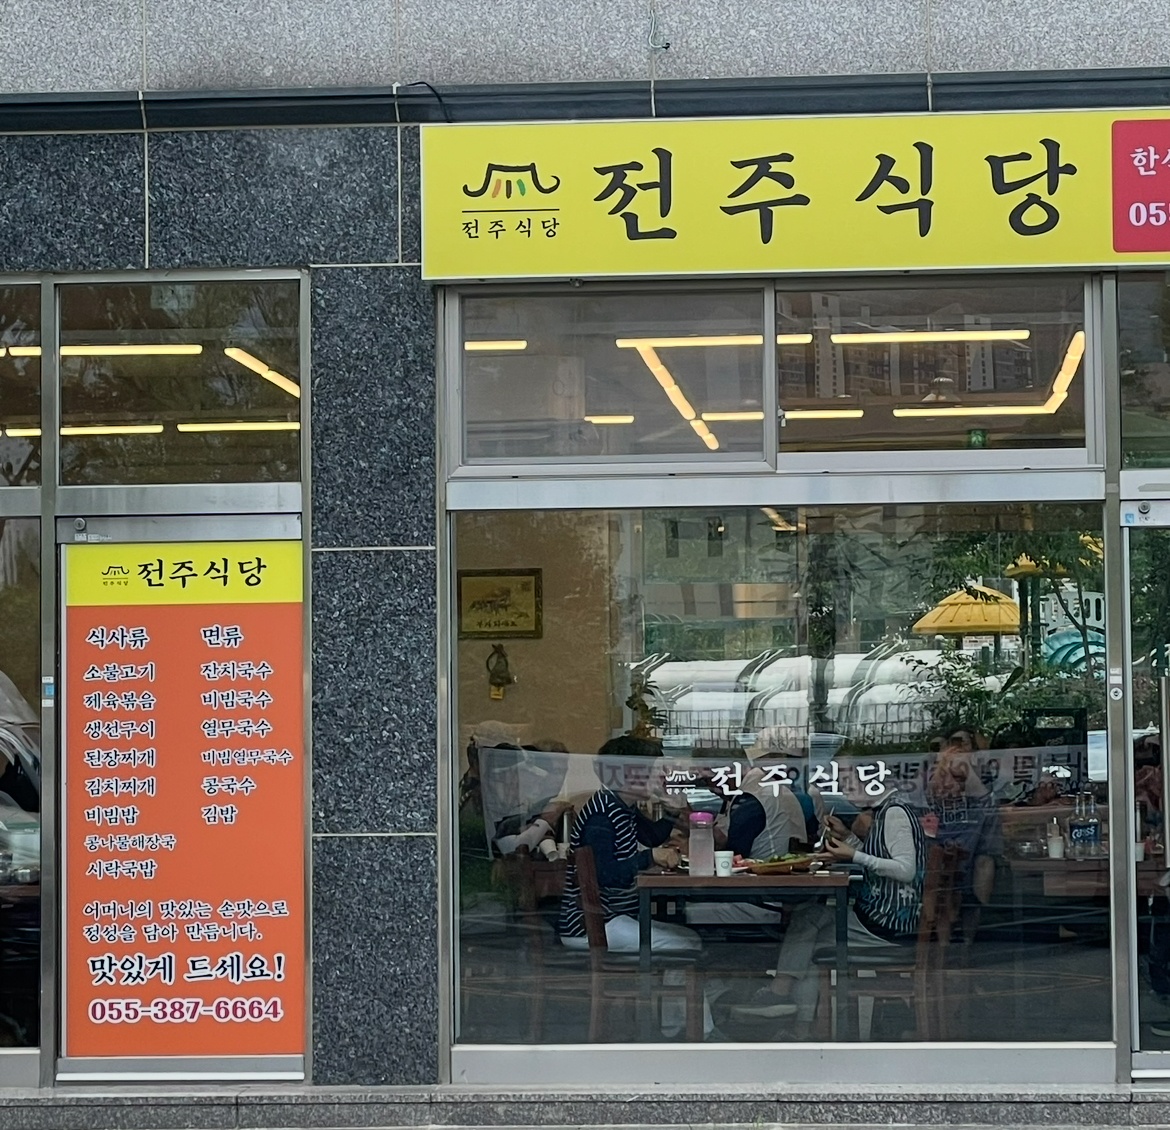 전주식당
전주식당
한식
055
전주식당
전주식당
식사류 면류
소불고기 잔치국수
제육볶음 비빔국수
생선구이 열무국수
된장찌개 비빔열무국수
김치찌개 콩국수
비빔밥 김밥
콩나물해장국
시락국밥
어머니의 맛있는 손맛으로
정성을 담아 만듭니다.
맛있게 드세요!
055-387-6664
전주식당